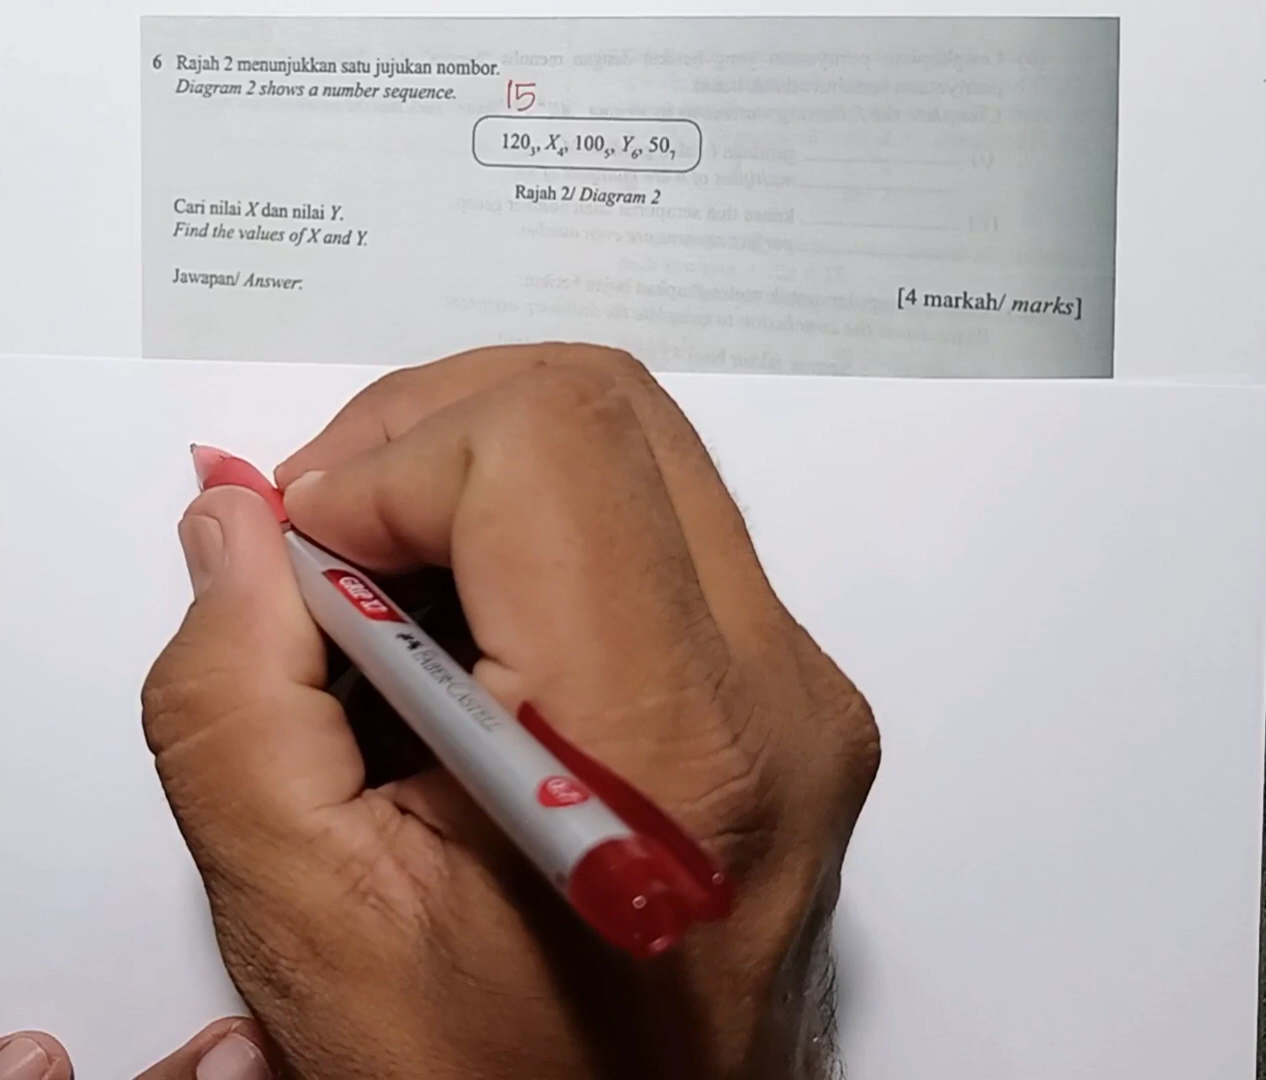 6 Rajah 2 menunjukkan satu jujukan nombor.
Diagram 2 shows a number sequence.
15
120₃, X₄, 100₅, Y₆, 50₇
Rajah 2/ Diagram 2
Cari nilai X dan nilai Y.
Find the values of X and Y.
Jawapan/ Answer:
[4 markah/ marks]
GRIP X7
FABER-CASTELL